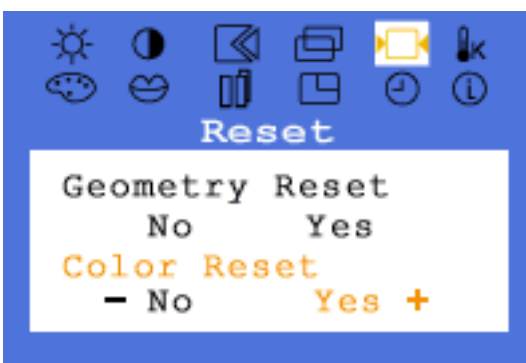 K
Reset
Geometry Reset
No Yes
Color Reset
- No Yes +